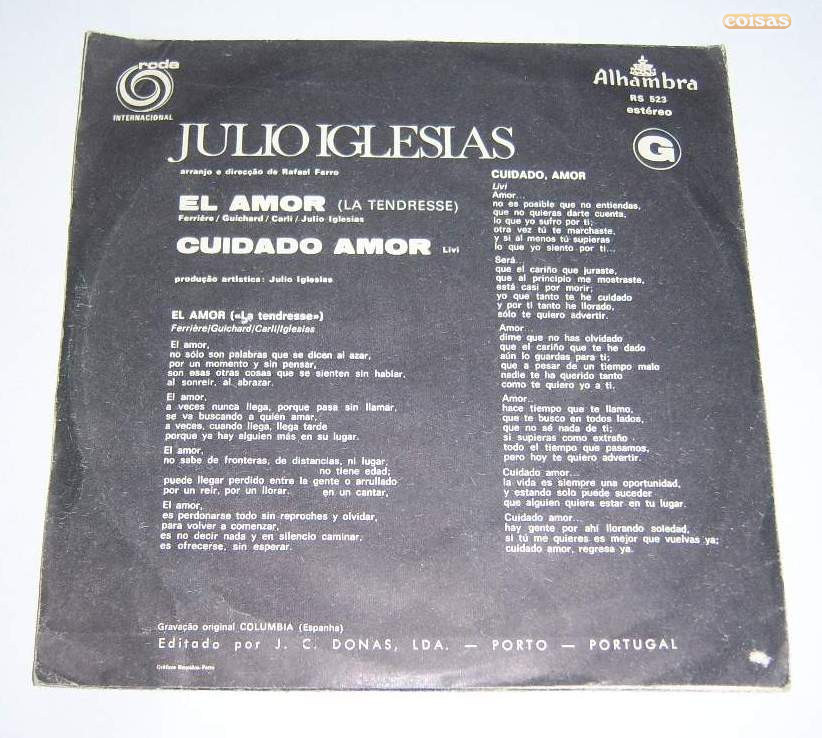 coisas
roda
INTERNACIONAL
Alhambra
RS 523
estéreo
G
JULIO IGLESIAS
arranjo e direcção de Rafael Ferro
EL AMOR (LA TENDRESSE)
Ferrière / Guichard / Carli / Julio Iglesias
CUIDADO AMOR Livi
produção artística: Julio Iglesias
EL AMOR («La tendresse»)
Ferrière/Guichard/Carli/Iglesias
El amor,
no sólo son palabras que se dicen al azar,
por un momento y sin pensar,
son esas otras cosas que se sienten sin hablar,
al sonreír, al abrazar.
El amor,
a veces nunca llega, porque pasa sin llamar,
se va buscando a quién amar,
a veces, cuando llega, llega tarde
porque ya hay alguien más en su lugar.
El amor,
no sabe de fronteras, de distancias, ni lugar,
no tiene edad;
puede llegar perdido entre la gente o arrullado
por un reír, por un llorar. en un cantar,
El amor,
es perdonarse todo sin reproches y olvidar,
para volver a comenzar,
es no decir nada y en silencio caminar,
es ofrecerse, sin esperar.
CUIDADO, AMOR
Livi
Amor...
no es posible que no entiendas,
que no quieras darte cuenta,
lo que yo sufro por ti;
otra vez tú te marchaste,
y si al menos tú supieras
lo que yo siento por ti...
Será...
que el cariño que juraste,
que al principio me mostraste,
está casi por morir;
yo que tanto te he cuidado
y por ti tanto he llorado,
sólo te quiero advertir.
Amor
dime que no has olvidado
que el cariño que te he dado
aún lo guardas para ti;
que a pesar de un tiempo malo
nadie te ha querido tanto
como te quiero yo a ti.
Amor...
hace tiempo que te llamo,
que te busco en todos lados,
que no sé nada de ti;
si supieras como extraño
todo el tiempo que pasamos,
pero hoy te quiero advertir.
Cuidado amor...
la vida es siempre una oportunidad,
y estando solo puede suceder
que alguien quiera estar en tu lugar.
Cuidado amor...
hay gente por ahí llorando soledad,
si tú me quieres es mejor que vuelvas ya;
cuidado amor, regresa ya.
Gravação original COLUMBIA (Espanha)
Editado por J. C. DONAS, LDA. — PORTO — PORTUGAL